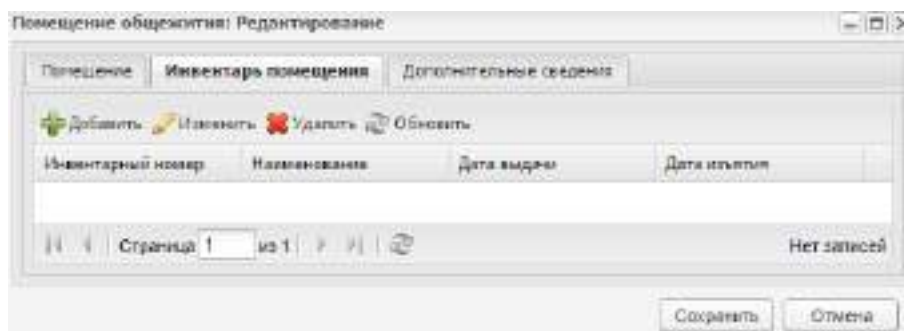 Помещение общежития: Редактирование
Помещение Инвентарь помещения Дополнительные сведения
Добавить Изменить Удалить Обновить
Инвентарный номер Наименование Дата выдачи Дата изъятия
Страница 1 из 1 Нет записей
Сохранить Отмена